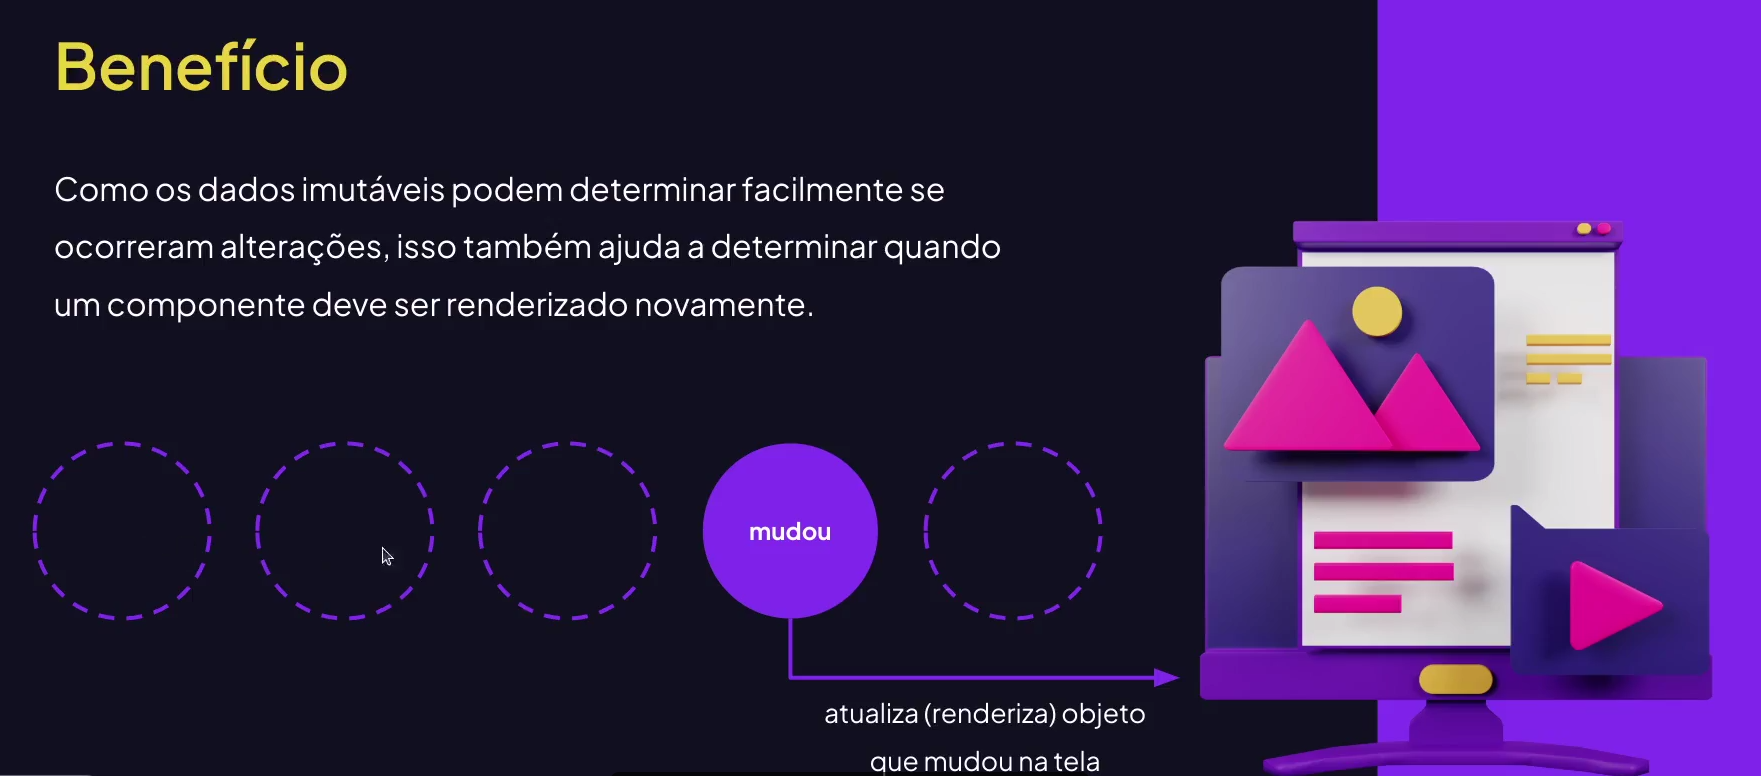 Benefício
Como os dados imutáveis podem determinar facilmente se
ocorreram alterações, isso também ajuda a determinar quando
um componente deve ser renderizado novamente.
mudou
atualiza (renderiza) objeto
que mudou na tela